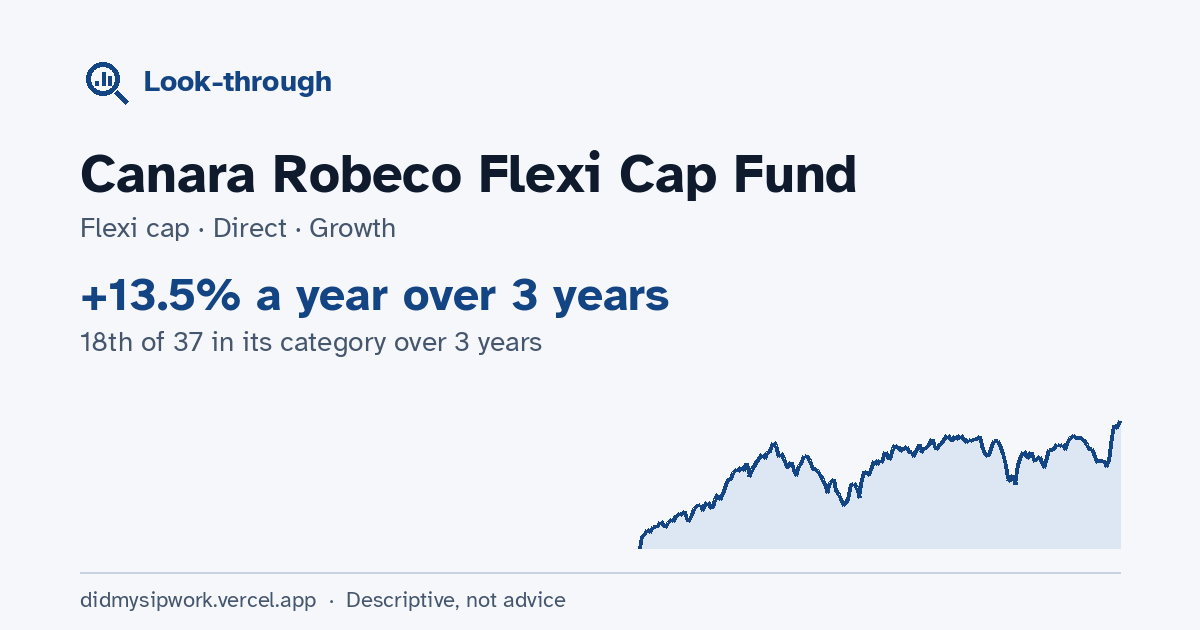 Look-through
Canara Robeco Flexi Cap Fund
Flexi cap · Direct · Growth
+13.5% a year over 3 years
18th of 37 in its category over 3 years
didmysipwork.vercel.app · Descriptive, not advice